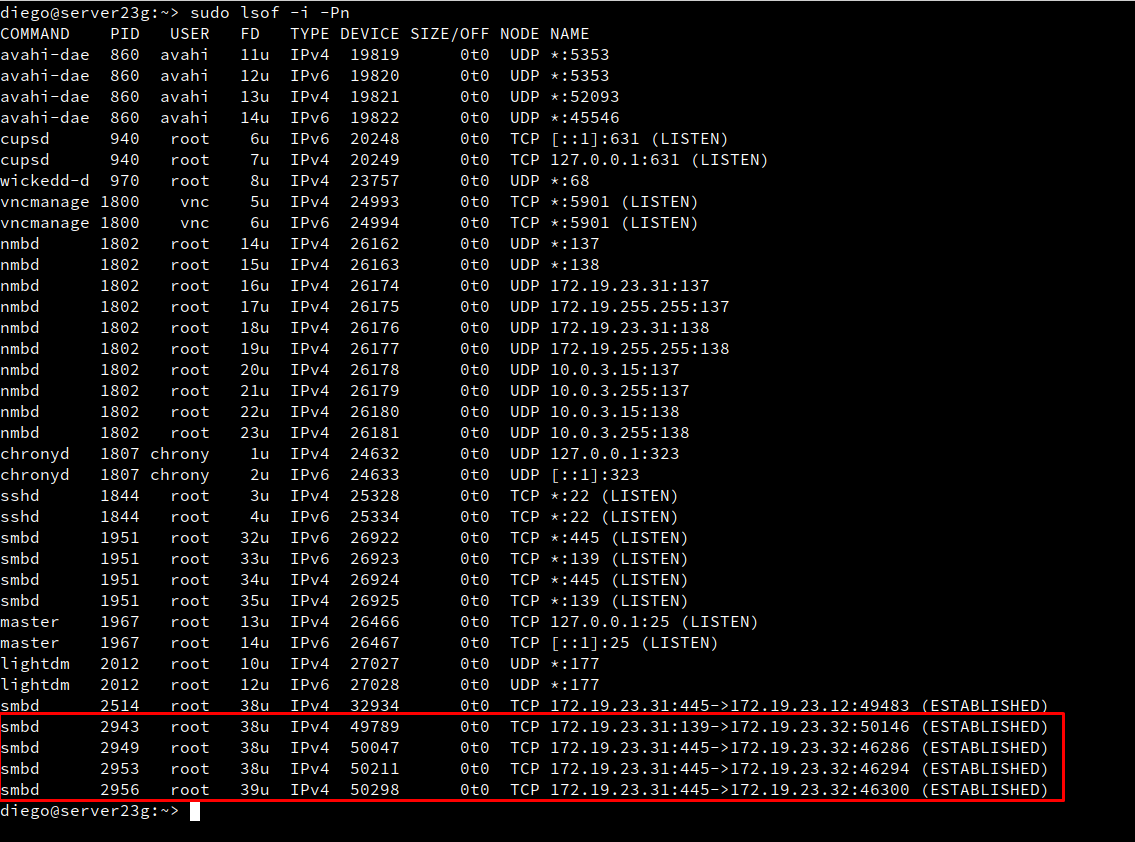 diego@server23g:~> sudo lsof -i -Pn
COMMAND    PID   USER   FD   TYPE DEVICE SIZE/OFF NODE NAME
avahi-dae  860  avahi   11u  IPv4  19819      0t0  UDP *:5353
avahi-dae  860  avahi   12u  IPv6  19820      0t0  UDP *:5353
avahi-dae  860  avahi   13u  IPv4  19821      0t0  UDP *:52093
avahi-dae  860  avahi   14u  IPv6  19822      0t0  UDP *:45546
cupsd      940   root    6u  IPv6  20248      0t0  TCP [::1]:631 (LISTEN)
cupsd      940   root    7u  IPv4  20249      0t0  TCP 127.0.0.1:631 (LISTEN)
wickedd-d  970   root    8u  IPv4  23757      0t0  UDP *:68
vncmanage 1800    vnc    5u  IPv4  24993      0t0  TCP *:5901 (LISTEN)
vncmanage 1800    vnc    6u  IPv6  24994      0t0  TCP *:5901 (LISTEN)
nmbd      1802   root   14u  IPv4  26162      0t0  UDP *:137
nmbd      1802   root   15u  IPv4  26163      0t0  UDP *:138
nmbd      1802   root   16u  IPv4  26174      0t0  UDP 172.19.23.31:137
nmbd      1802   root   17u  IPv4  26175      0t0  UDP 172.19.255.255:137
nmbd      1802   root   18u  IPv4  26176      0t0  UDP 172.19.23.31:138
nmbd      1802   root   19u  IPv4  26177      0t0  UDP 172.19.255.255:138
nmbd      1802   root   20u  IPv4  26178      0t0  UDP 10.0.3.15:137
nmbd      1802   root   21u  IPv4  26179      0t0  UDP 10.0.3.255:137
nmbd      1802   root   22u  IPv4  26180      0t0  UDP 10.0.3.15:138
nmbd      1802   root   23u  IPv4  26181      0t0  UDP 10.0.3.255:138
chronyd   1807 chrony    1u  IPv4  24632      0t0  UDP 127.0.0.1:323
chronyd   1807 chrony    2u  IPv6  24633      0t0  UDP [::1]:323
sshd      1844   root    3u  IPv4  25328      0t0  TCP *:22 (LISTEN)
sshd      1844   root    4u  IPv6  25334      0t0  TCP *:22 (LISTEN)
smbd      1951   root   32u  IPv6  26922      0t0  TCP *:445 (LISTEN)
smbd      1951   root   33u  IPv6  26923      0t0  TCP *:139 (LISTEN)
smbd      1951   root   34u  IPv4  26924      0t0  TCP *:445 (LISTEN)
smbd      1951   root   35u  IPv4  26925      0t0  TCP *:139 (LISTEN)
master    1967   root   13u  IPv4  26466      0t0  TCP 127.0.0.1:25 (LISTEN)
master    1967   root   14u  IPv6  26467      0t0  TCP [::1]:25 (LISTEN)
lightdm   2012   root   10u  IPv4  27027      0t0  UDP *:177
lightdm   2012   root   12u  IPv6  27028      0t0  UDP *:177
smbd      2514   root   38u  IPv4  32934      0t0  TCP 172.19.23.31:445->172.19.23.12:49483 (ESTABLISHED)
smbd      2943   root   38u  IPv4  49789      0t0  TCP 172.19.23.31:139->172.19.23.32:50146 (ESTABLISHED)
smbd      2949   root   38u  IPv4  50047      0t0  TCP 172.19.23.31:445->172.19.23.32:46286 (ESTABLISHED)
smbd      2953   root   38u  IPv4  50211      0t0  TCP 172.19.23.31:445->172.19.23.32:46294 (ESTABLISHED)
smbd      2956   root   39u  IPv4  50298      0t0  TCP 172.19.23.31:445->172.19.23.32:46300 (ESTABLISHED)
diego@server23g:~>